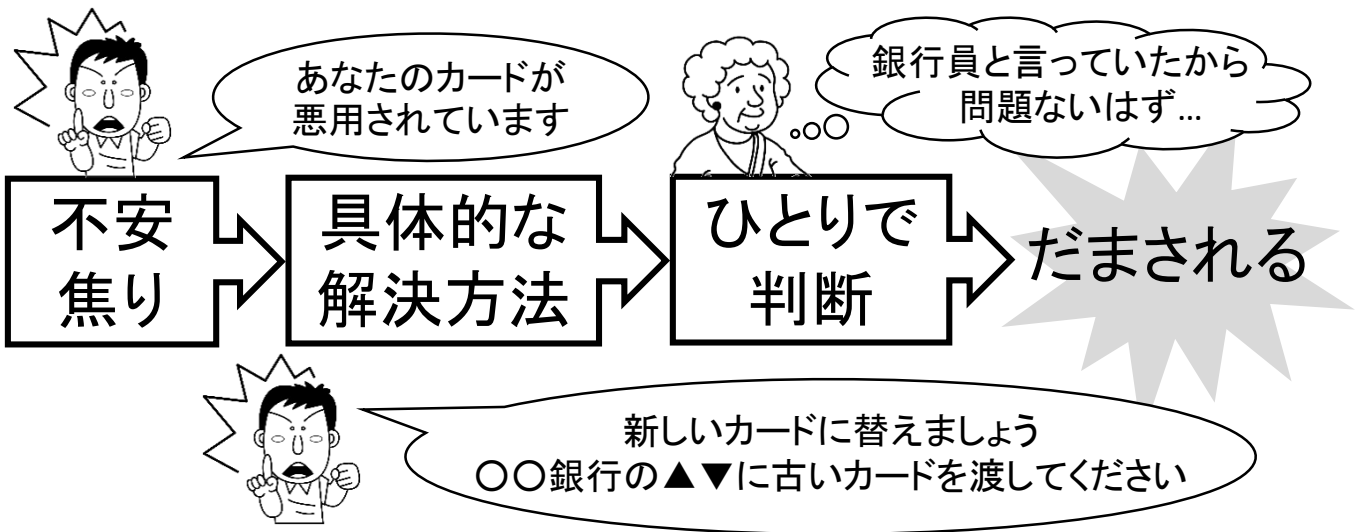 あなたのカードが
悪用されています
銀行員と言っていたから
問題ないはず…
不安
焦り
具体的な
解決方法
ひとりで
判断
だまされる
新しいカードに替えましょう
〇〇銀行の▲▼に古いカードを渡してください